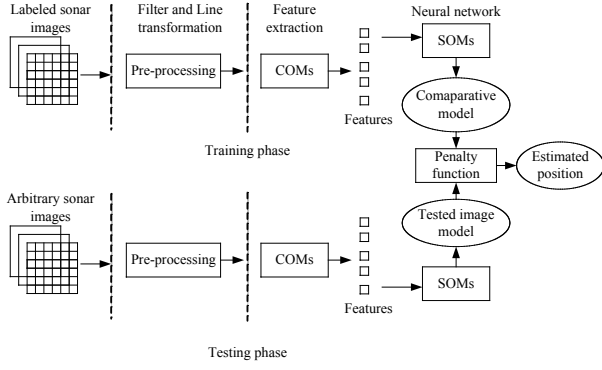 Labeled sonar
images
Filter and Line
transformation
Feature
extraction
Neural network
Pre-processing
COMs
Features
SOMs
Comaparative
model
Training phase
Penalty
function
Estimated
position
Arbitrary sonar
images
Pre-processing
COMs
Features
Tested image
model
SOMs
Testing phase